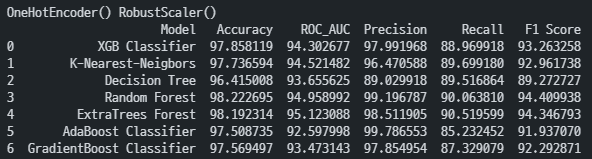 OneHotEncoder() RobustScaler()
Model Accuracy ROC_AUC Precision Recall F1 Score
0 XGB Classifier 97.858119 94.302677 97.991968 88.969918 93.263258
1 K-Nearest-Neigbors 97.736594 94.521482 96.470588 89.699180 92.961738
2 Decision Tree 96.415008 93.655625 89.029918 89.516864 89.272727
3 Random Forest 98.222695 94.958992 99.196787 90.063810 94.409938
4 ExtraTrees Forest 98.192314 95.123088 98.511905 90.519599 94.346793
5 AdaBoost Classifier 97.508735 92.597998 99.786553 85.232452 91.937070
6 GradientBoost Classifier 97.569497 93.473143 97.854954 87.329079 92.292871